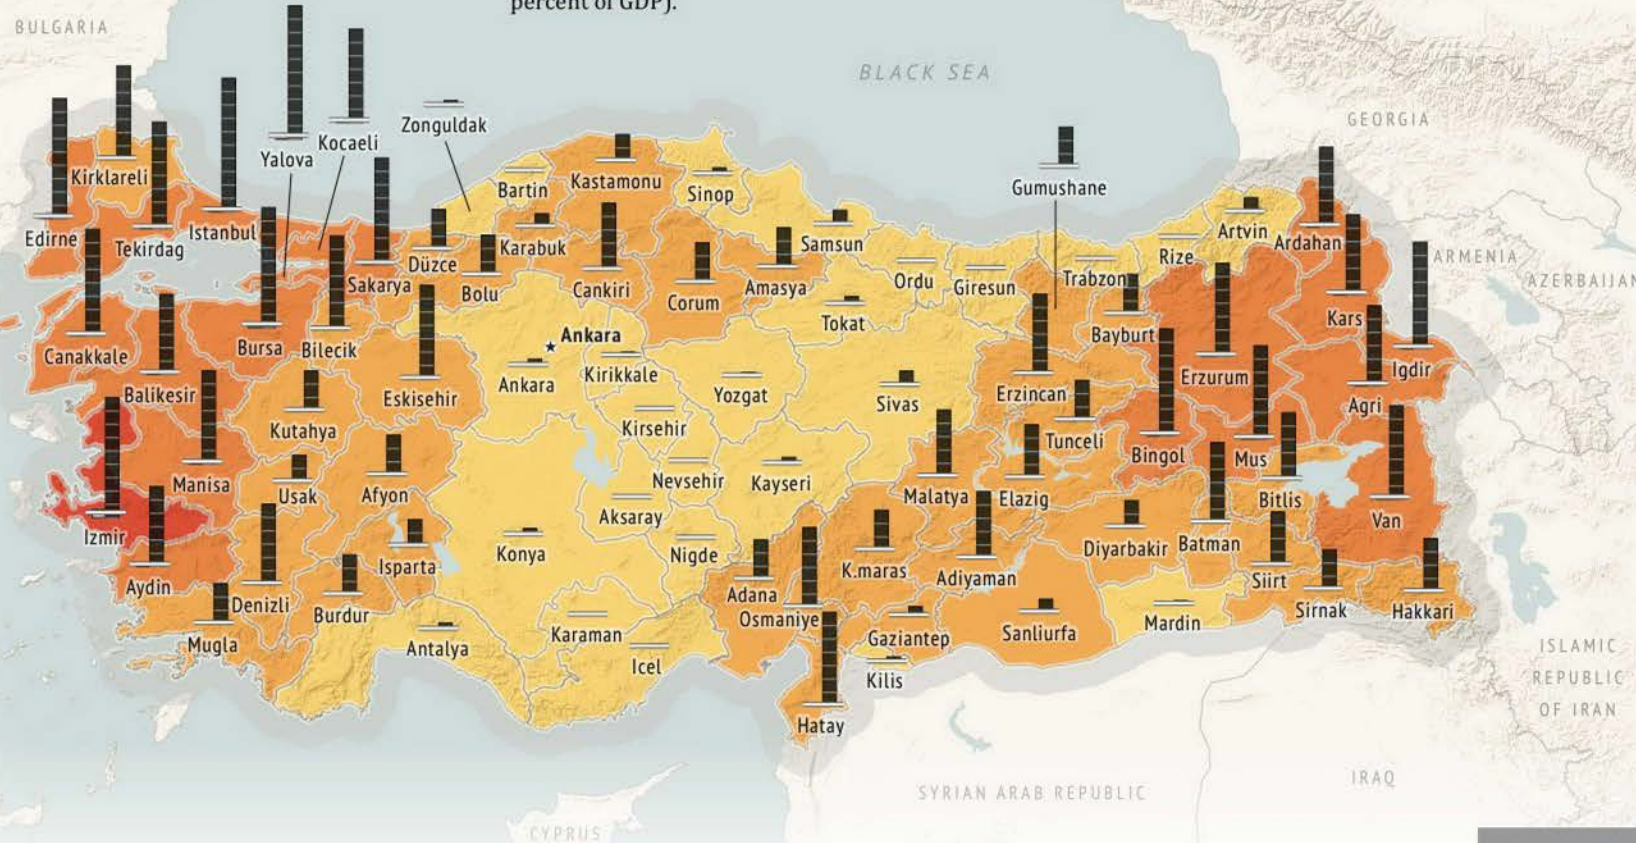 percent of GDP).
BULGARIA
BLACK SEA
GEORGIA
Zonguldak
Kocaeli
Yalova
Kirklareli
Bartin
Kastamonu
Sinop
Gumushane
Edirne
Tekirdag
Istanbul
Karabuk
Samsun
Artvin
Ardahan
Rize
ARMENIA
AZERBAIJAN
Düzce
Sakarya
Bolu
Cankiri
Corum
Amasya
Ordu
Giresun
Trabzon
Tokat
Bayburt
Kars
Canakkale
Bursa
Bilecik
Ankara
Ankara
Kirikkale
Yozgat
Sivas
Erzincan
Erzurum
Igdir
Balikesir
Eskisehir
Agri
Kutahya
Kirsehir
Tunceli
Bingol
Mus
Manisa
Usak
Afyon
Nevsehir
Kayseri
Malatya
Elazig
Bitlis
Van
Izmir
Aksaray
Konya
Nigde
Diyarbakir
Batman
Isparta
K.maras
Adiyaman
Siirt
Aydin
Denizli
Burdur
Adana
Osmaniye
Sirnak
Hakkari
Mugla
Antalya
Karaman
Icel
Gaziantep
Sanliurfa
Mardin
Kilis
Hatay
ISLAMIC
REPUBLIC
OF IRAN
SYRIAN ARAB REPUBLIC
IRAQ
CYPRUS